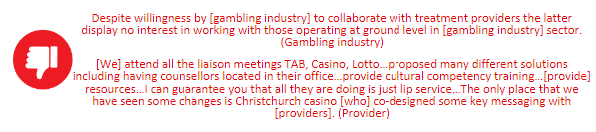 Despite willingness by [gambling industry] to collaborate with treatment providers the latter
display no interest in working with those operating at ground level in [gambling industry] sector.
(Gambling industry)
[We] attend all the liaison meetings TAB, Casino, Lotto...proposed many different solutions
including having counsellors located in their office...provide cultural competency training...[provide]
resources...I can guarantee you that all they are doing is just lip service...The only place that we
have seen some changes is Christchurch casino [who] co-designed some key messaging with
[providers]. (Provider)